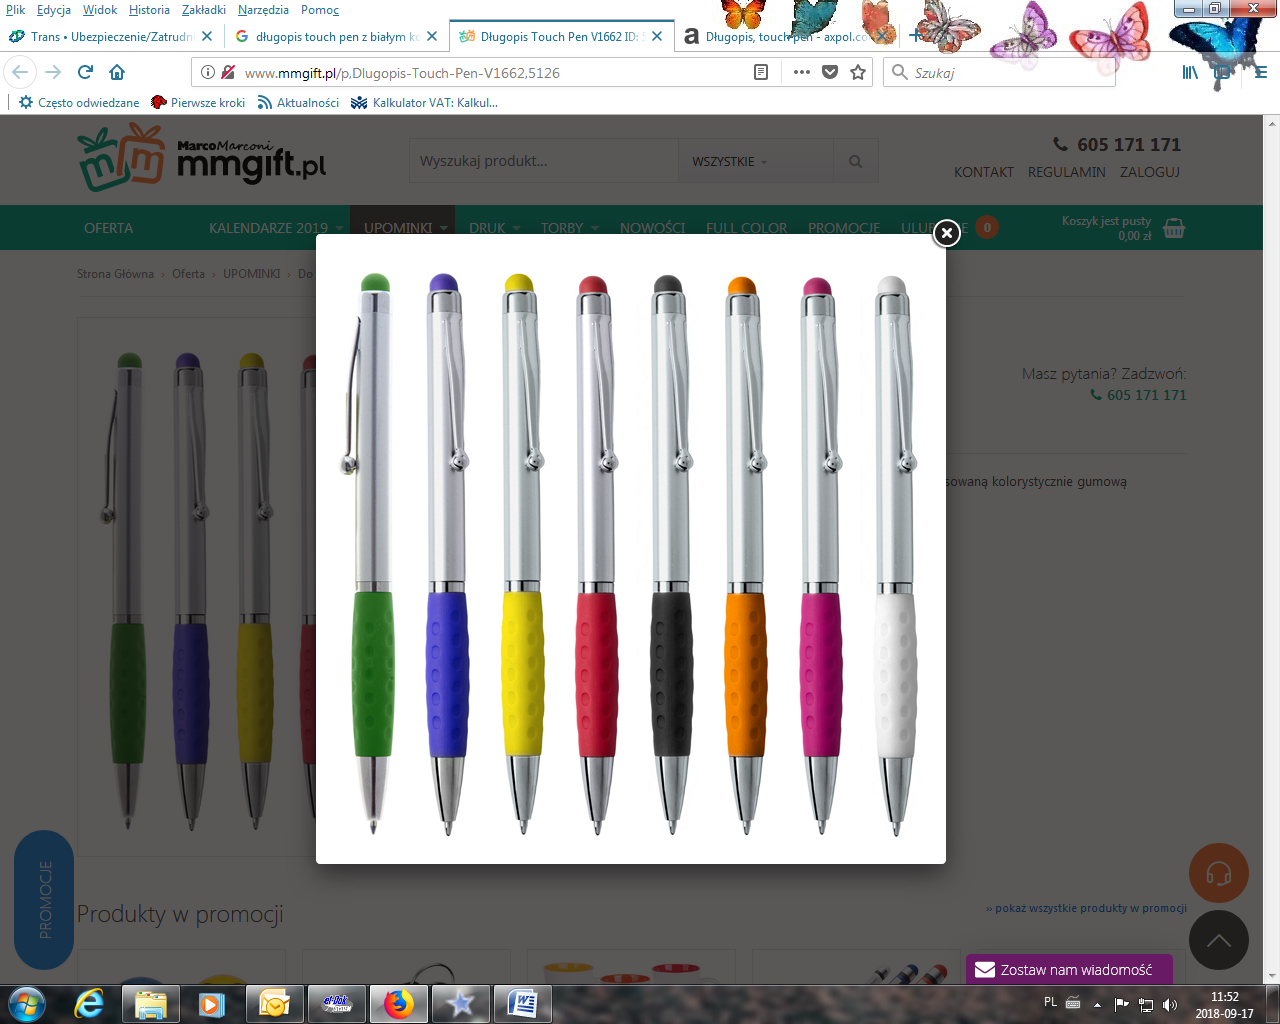 Plik Edycja Widok Historia Zakładki Narzędzia Pomoc
Trans • Ubezpieczenie/Zatrudni
długopis touch pen z białym ko
Długopis Touch Pen V1662 ID: 5
Długopis, touch pen - axpol.co
www.mmgift.pl/p,Dlugopis-Touch-Pen-V1662,5126
Szukaj
Często odwiedzane Pierwsze kroki Aktualności Kalkulator VAT: Kalkul...
MarcoMarconi
mmgift.pl
Wyszukaj produkt...
WSZYSTKIE
605 171 171
KONTAKT REGULAMIN ZALOGUJ
OFERTA KALENDARZE 2019 UPOMINKI DRUK TORBY NOWOŚCI FULL COLOR PROMOCJE
0
Koszyk jest pusty
0,00 zł
Strona Główna › Oferta › UPOMINKI › Do
Masz pytania? Zadzwoń:
605 171 171
sowaną kolorystycznie gumową
PROMOCJE
Produkty w promocji
» pokaż wszystkie produkty w promocji
Zostaw nam wiadomość
PL
11:52
2018-09-17